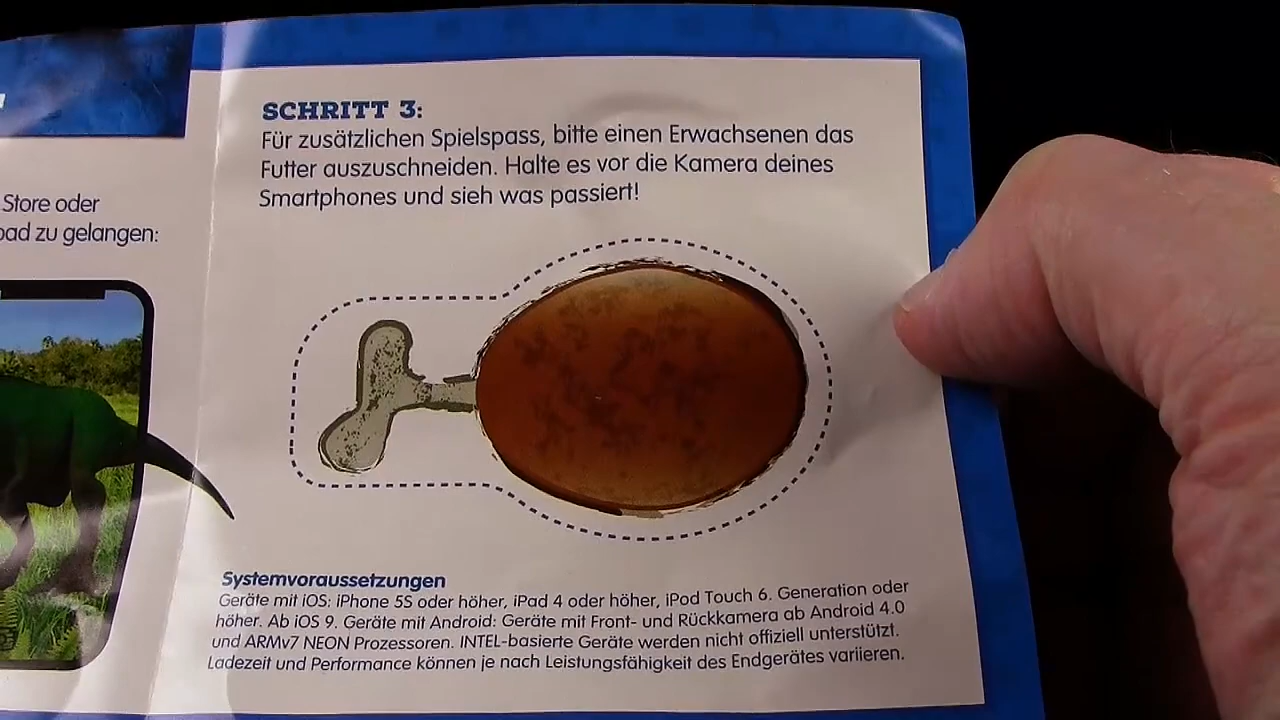 SCHRITT 3:
Für zusätzlichen Spielspass, bitte einen Erwachsenen das
Futter auszuschneiden. Halte es vor die Kamera deines
Smartphones und sieh was passiert!
Store oder
zu gelangen:
Systemvoraussetzungen
Geräte mit iOS: iPhone 5S oder höher, iPad 4 oder höher, iPod Touch 6. Generation oder
höher. Ab iOS 9. Geräte mit Android: Geräte mit Front- und Rückkamera ab Android 4.0
und ARMv7 NEON Prozessoren. INTEL-basierte Geräte werden nicht offiziell unterstützt.
Ladezeit und Performance können je nach Leistungsfähigkeit des Endgerätes variieren.